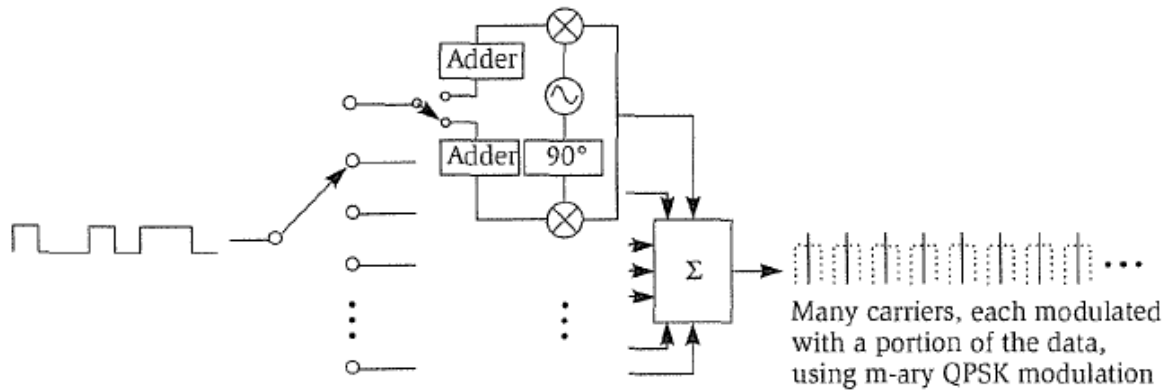 Adder
Adder
90°
Σ
Many carriers, each modulated
with a portion of the data,
using m-ary QPSK modulation